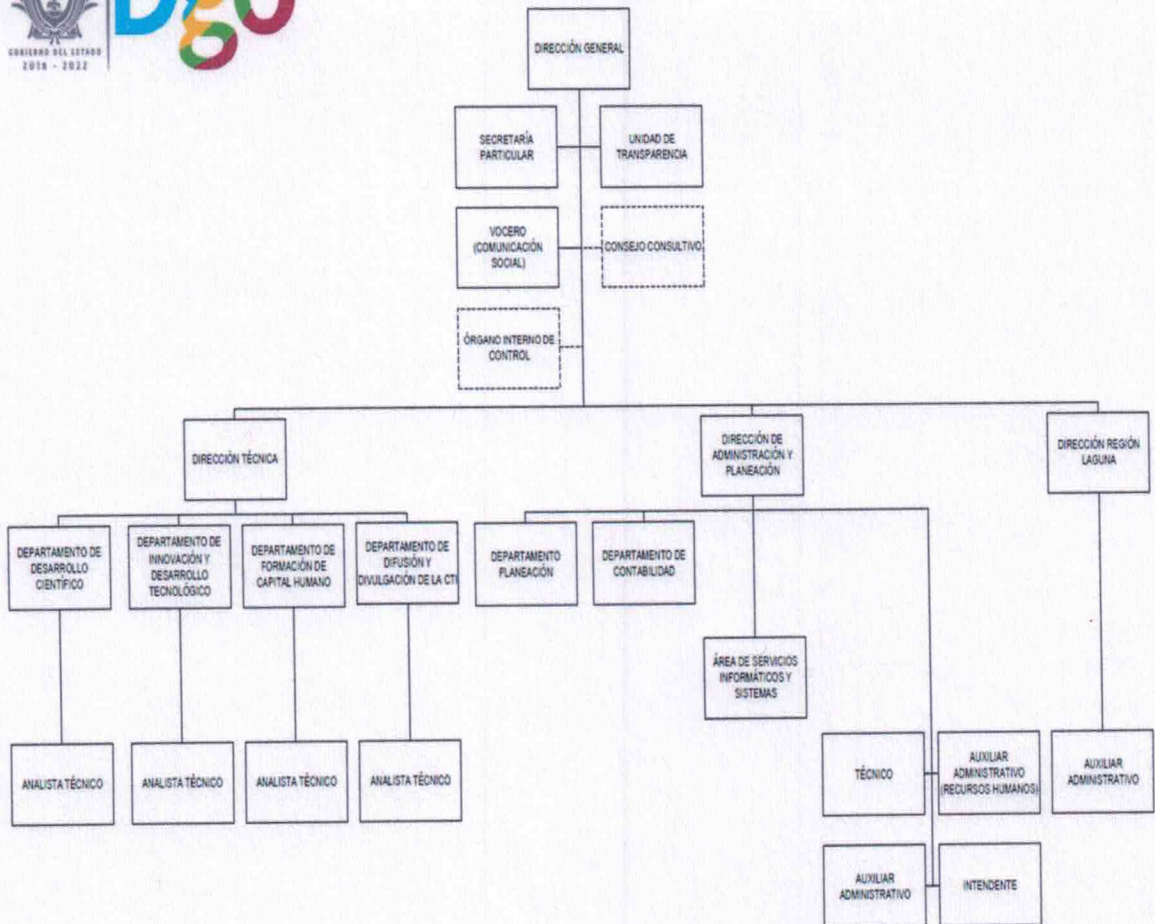 Dgo
GOBIERNO DEL ESTADO
2016 - 2022
DIRECCIÓN GENERAL
SECRETARÍA
PARTICULAR
UNIDAD DE
TRANSPARENCIA
VOCERO
(COMUNICACIÓN
SOCIAL)
CONSEJO CONSULTIVO
ÓRGANO INTERNO DE
CONTROL
DIRECCIÓN TÉCNICA
DIRECCIÓN DE
ADMINISTRACIÓN Y
PLANEACIÓN
DIRECCIÓN REGIÓN
LAGUNA
DEPARTAMENTO DE
DESARROLLO
CIENTÍFICO
DEPARTAMENTO DE
INNOVACIÓN Y
DESARROLLO
TECNOLÓGICO
DEPARTAMENTO DE
FORMACIÓN DE
CAPITAL HUMANO
DEPARTAMENTO DE
DIFUSIÓN Y
DIVULGACIÓN DE LA CTI
DEPARTAMENTO
PLANEACIÓN
DEPARTAMENTO DE
CONTABILIDAD
ÁREA DE SERVICIOS
INFORMÁTICOS Y
SISTEMAS
ANALISTA TÉCNICO
ANALISTA TÉCNICO
ANALISTA TÉCNICO
ANALISTA TÉCNICO
TÉCNICO
AUXILIAR
ADMINISTRATIVO
(RECURSOS HUMANOS)
AUXILIAR
ADMINISTRATIVO
AUXILIAR
ADMINISTRATIVO
INTENDENTE